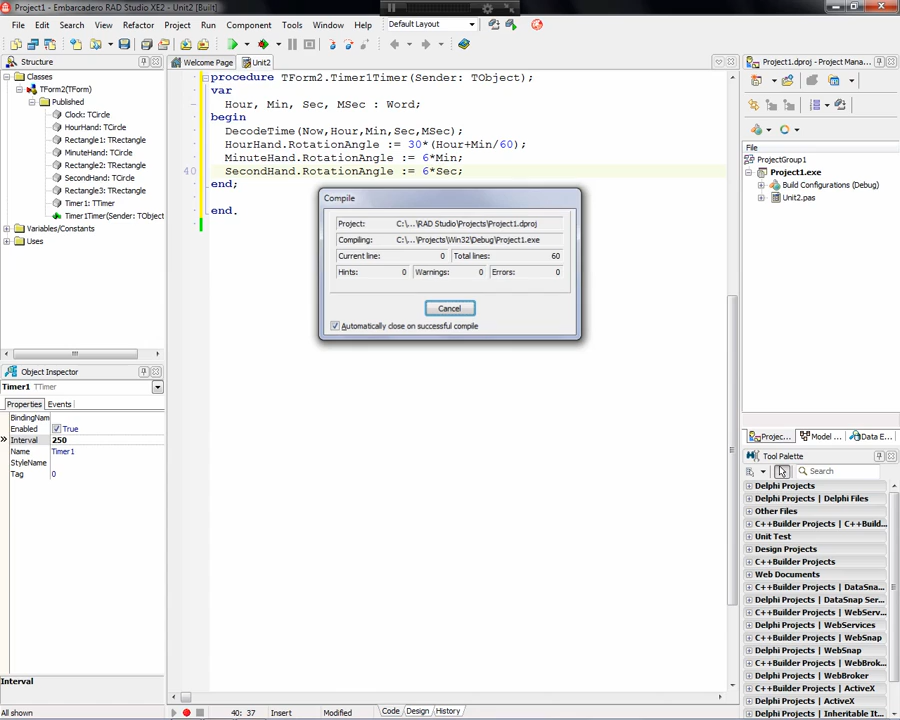 Project1 - Embarcadero RAD Studio XE2 - Unit2 [Built]
File Edit Search View Refactor Project Run Component Tools Window Help
Default Layout
Structure
Classes
TForm2(TForm)
Published
Clock: TCircle
HourHand: TCircle
Rectangle1: TRectangle
MinuteHand: TCircle
Rectangle2: TRectangle
SecondHand: TCircle
Rectangle3: TRectangle
Timer1: TTimer
Timer1Timer(Sender: TObject
Variables/Constants
Uses
Object Inspector
Timer1 TTimer
Properties Events
BindingNam
Enabled True
Interval 250
Name Timer1
StyleName
Tag 0
Interval
All shown
Welcome Page Unit2
procedure TForm2.Timer1Timer(Sender: TObject);
var
Hour, Min, Sec, MSec : Word;
begin
DecodeTime(Now,Hour,Min,Sec,MSec);
HourHand.RotationAngle := 30*(Hour+Min/60);
MinuteHand.RotationAngle := 6*Min;
40 SecondHand.RotationAngle := 6*Sec;
end;
end.
Compile
Project: C:\...\RAD Studio\Projects\Project1.dproj
Compiling: C:\...\Projects\Win32\Debug\Project1.exe
Current line: 0 Total lines: 60
Hints: 0 Warnings: 0 Errors: 0
Cancel
Automatically close on successful compile
40: 37 Insert Modified Code Design History
Project1.dproj - Project Mana...
File
ProjectGroup1
Project1.exe
Build Configurations (Debug)
Unit2.pas
Projec... Model ... Data E...
Tool Palette
Search
Delphi Projects
Delphi Projects | Delphi Files
Other Files
C++Builder Projects | C++Build...
Unit Test
Design Projects
C++Builder Projects
Web Documents
C++Builder Projects | DataSna...
Delphi Projects | DataSnap Ser...
C++Builder Projects | WebServ...
Delphi Projects | WebServices
C++Builder Projects | WebSnap
Delphi Projects | WebSnap
C++Builder Projects | WebBrok...
Delphi Projects | WebBroker
C++Builder Projects | ActiveX
Delphi Projects | ActiveX
Delphi Projects | Inheritable It...